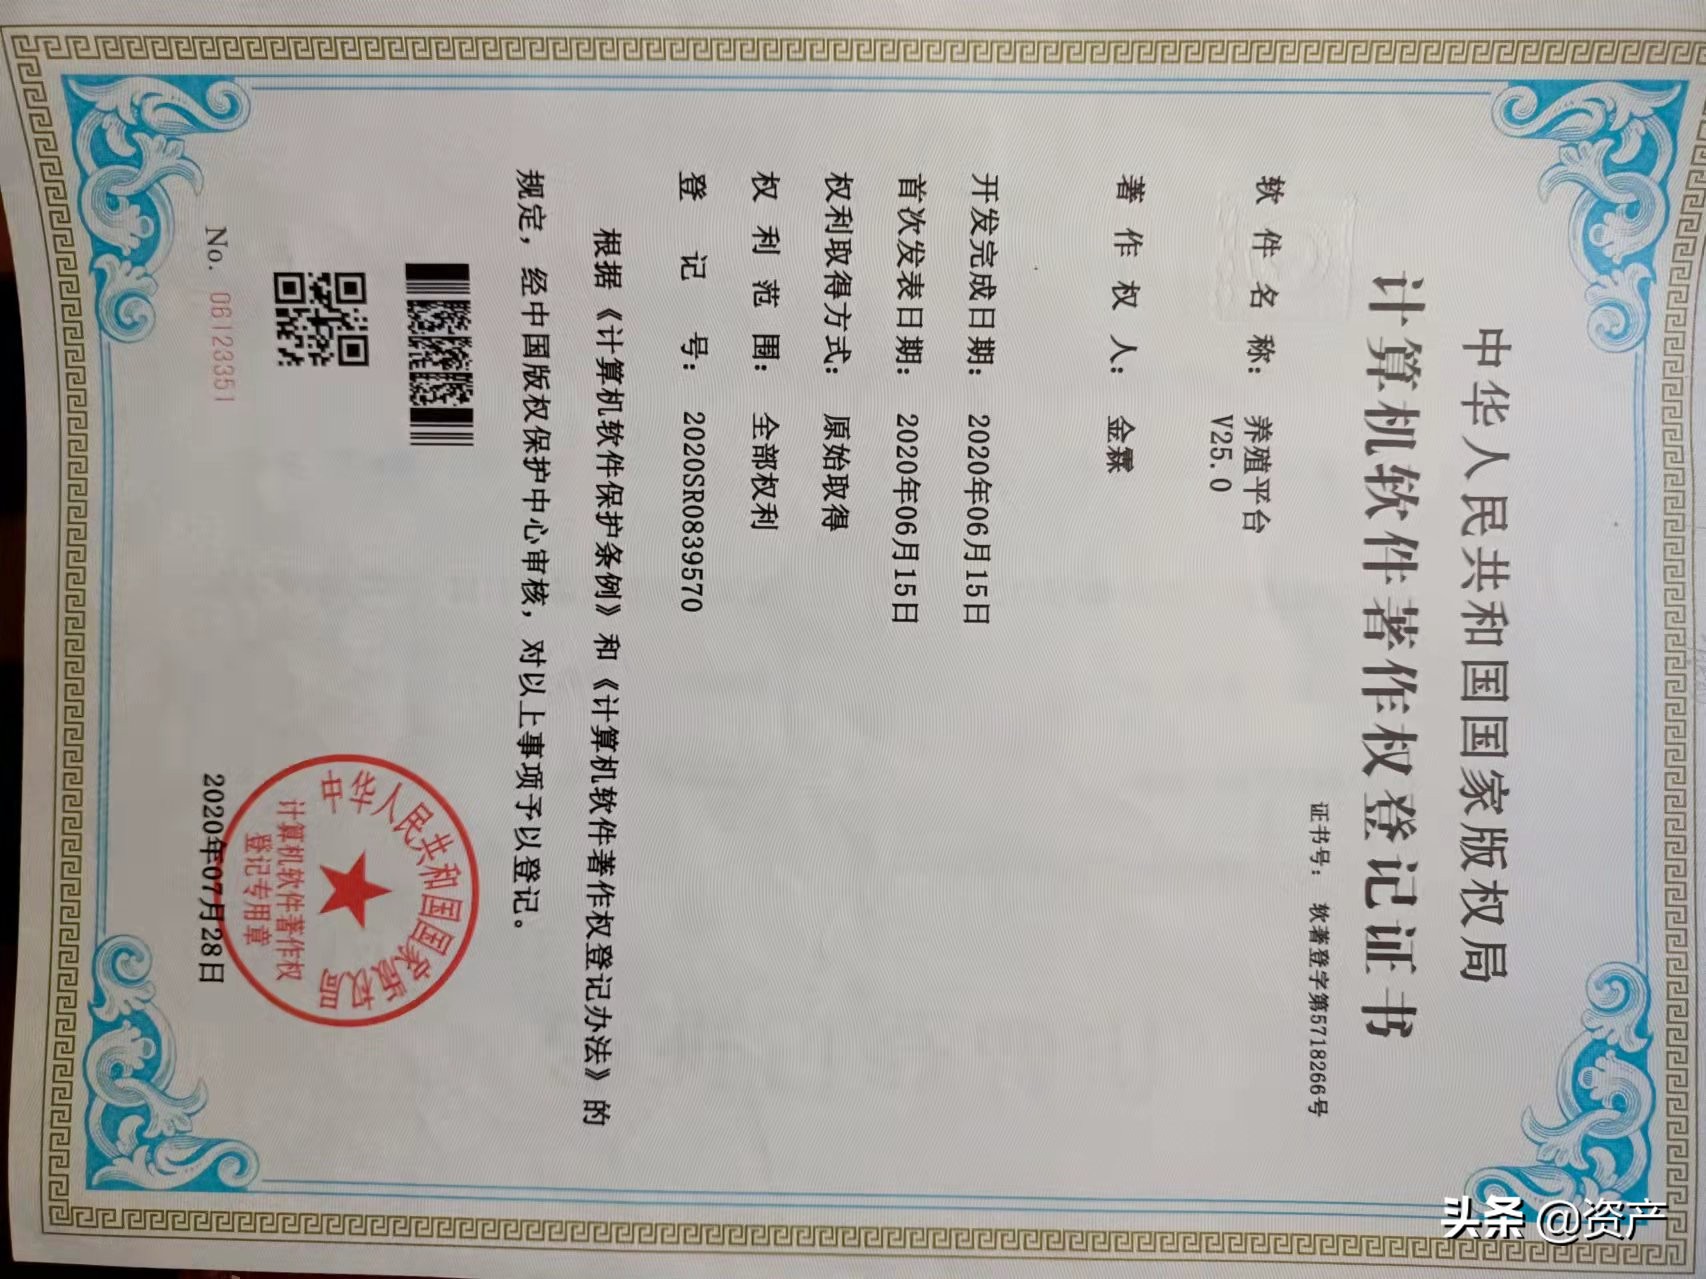 中华人民共和国国家版权局
计算机软件著作权登记证书
证书号： 软著登字第5718266号
软件名称： 养殖平台
V25.0
著作权人： 金霖
开发完成日期： 2020年06月15日
首次发表日期： 2020年06月15日
权利取得方式： 原始取得
权利范围： 全部权利
登记号： 2020SR0839570
根据《计算机软件保护条例》和《计算机软件著作权登记办法》的
规定，经中国版权保护中心审核，对以上事项予以登记。
中华人民共和国国家版权局
计算机软件著作权
登记专用章
No. 06123351
2020年07月28日
头条 @资产